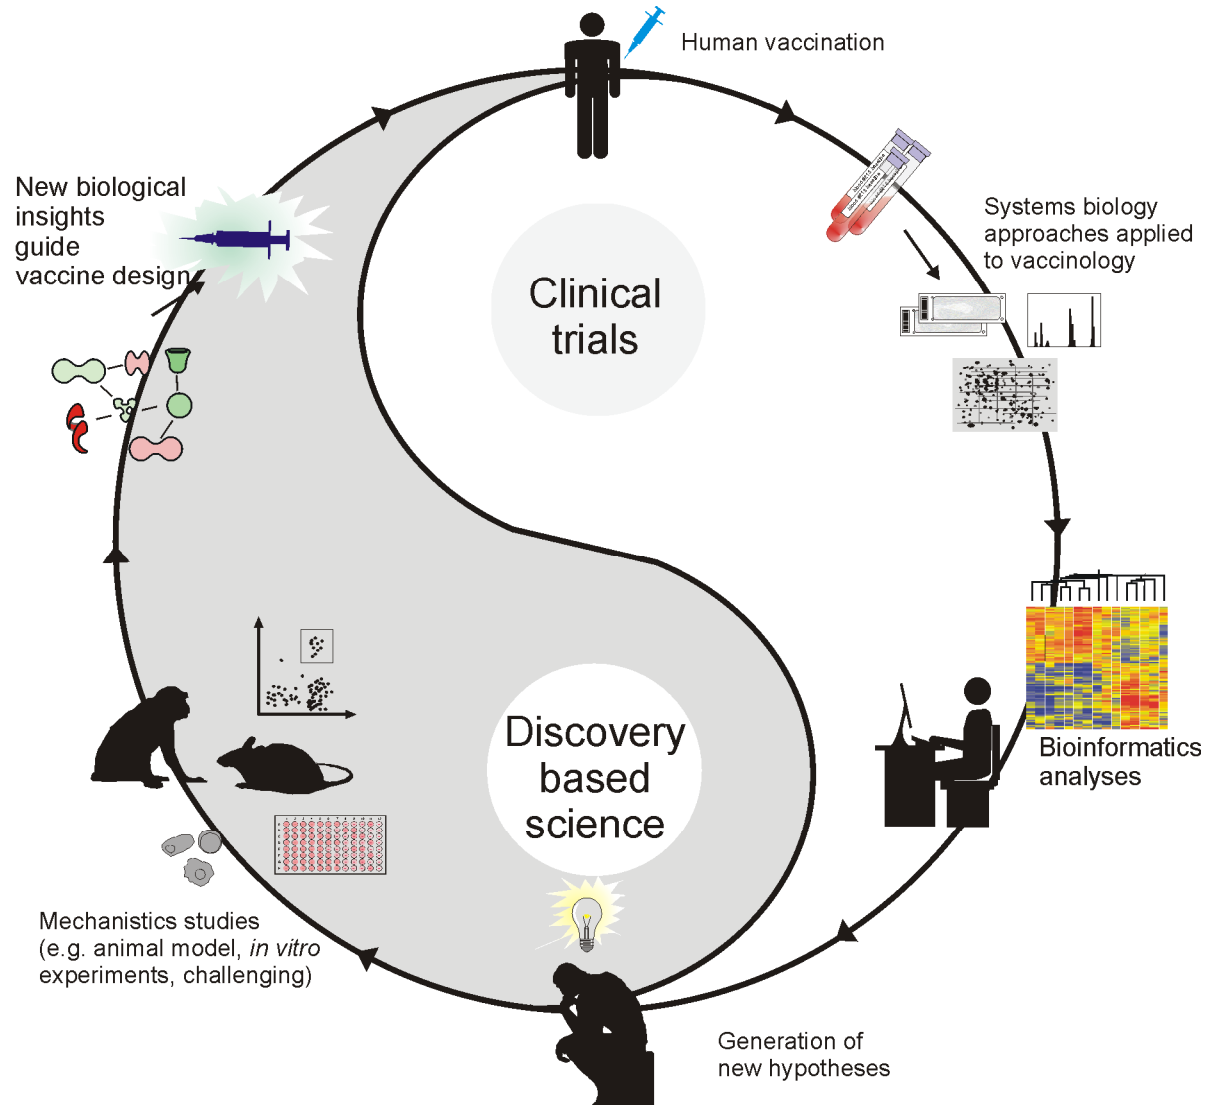 Human vaccination
Systems biology
approaches applied
to vaccinology
New biological
insights
guide
vaccine design
Clinical
trials
Bioinformatics
analyses
Discovery
based
science
Mechanistics studies
(e.g. animal model, in vitro
experiments, challenging)
Generation of
new hypotheses